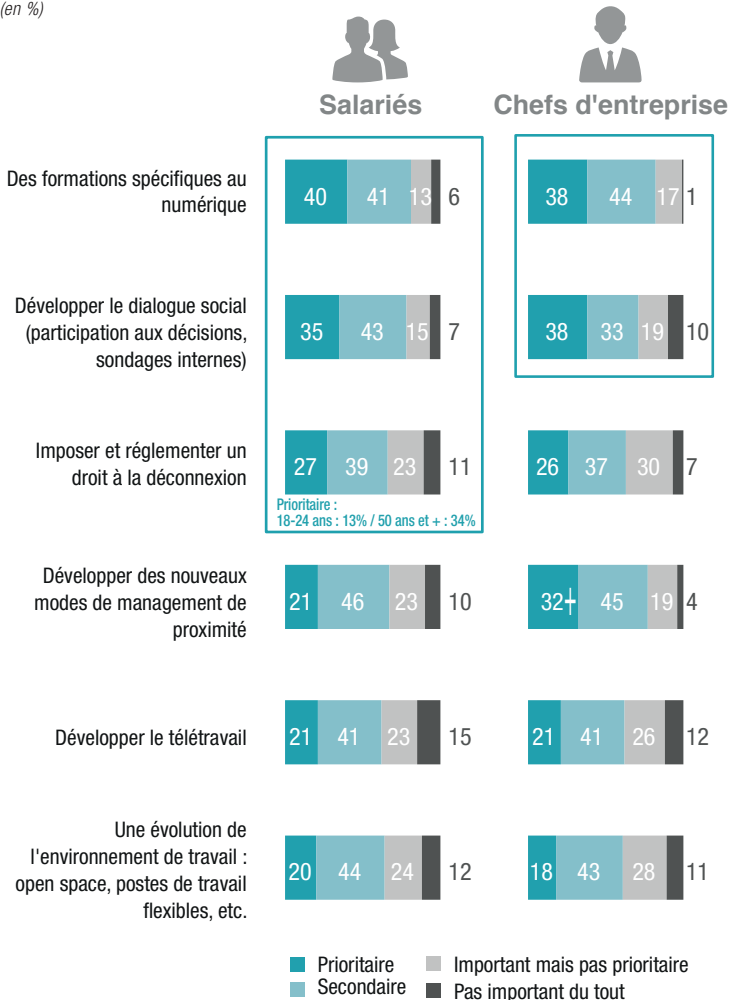 (en %)
Salariés
Chefs d'entreprise
Des formations spécifiques au
numérique
40 41 13 6
38 44 17 1
Développer le dialogue social
(participation aux décisions,
sondages internes)
35 43 15 7
38 33 19 10
Imposer et réglementer un
droit à la déconnexion
27 39 23 11
26 37 30 7
Prioritaire :
18-24 ans : 13% / 50 ans et + : 34%
Développer des nouveaux
modes de management de
proximité
21 46 23 10
32+ 45 19 4
Développer le télétravail
21 41 23 15
21 41 26 12
Une évolution de
l'environnement de travail :
open space, postes de travail
flexibles, etc.
20 44 24 12
18 43 28 11
Prioritaire
Secondaire
Important mais pas prioritaire
Pas important du tout